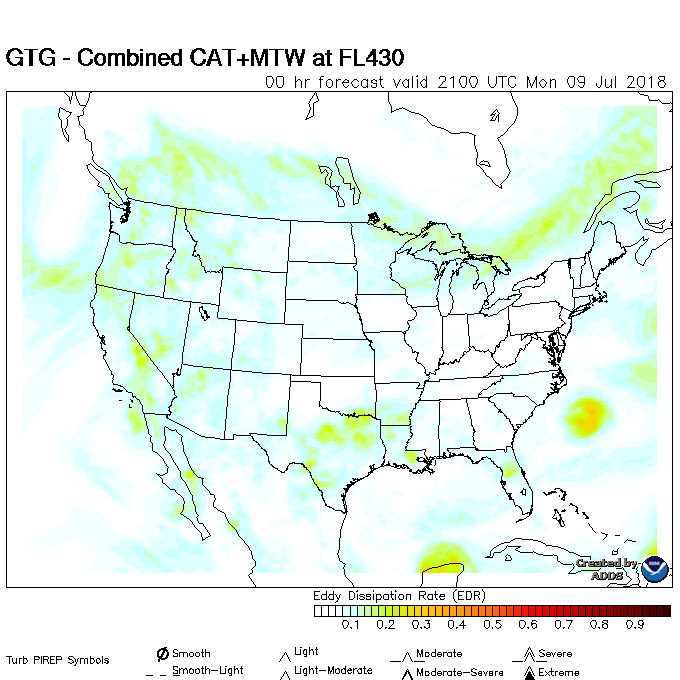 GTG - Combined CAT+MTW at FL430
00 hr forecast valid 2100 UTC Mon 09 Jul 2018
Created by
ADDS
Eddy Dissipation Rate (EDR)
0.1 0.2 0.3 0.4 0.5 0.6 0.7 0.8 0.9
Turb PIREP Symbols
Smooth Light Moderate Severe
Smooth-Light Light-Moderate Moderate-Severe Extreme